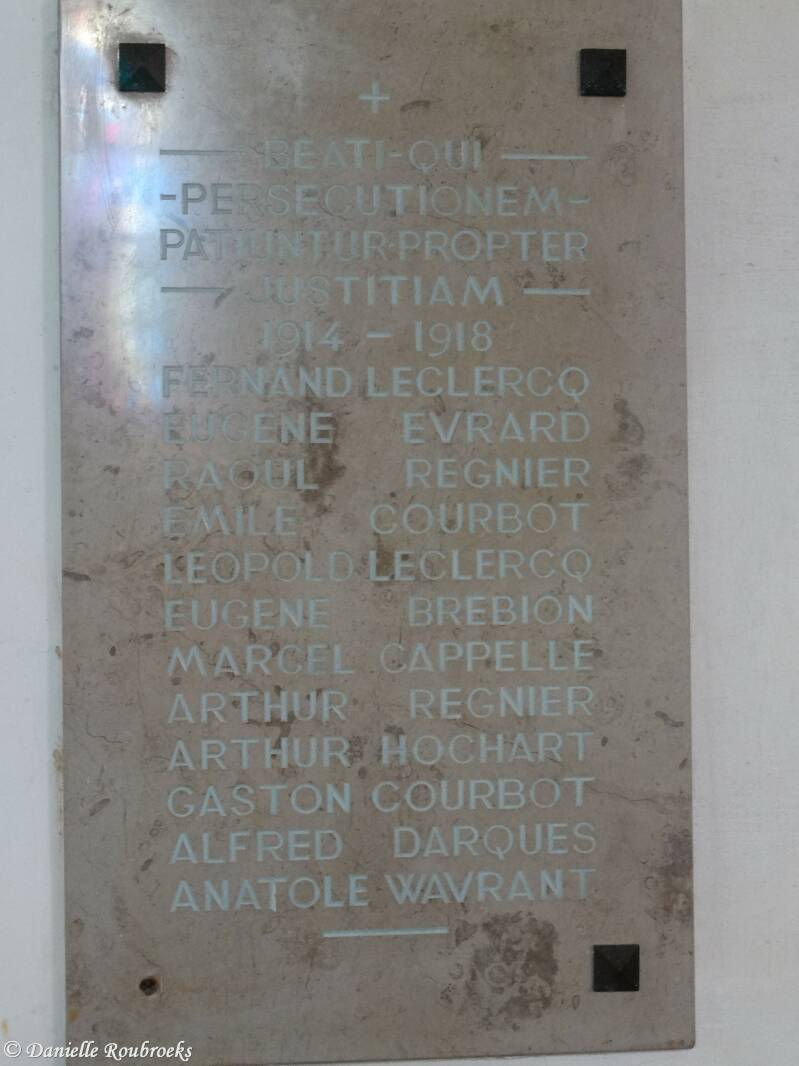 +
BEATI-QUI
-PERSECUTIONEM-
PATIUNTUR·PROPTER
JUSTITIAM
1914 - 1918
FERNAND LECLERCQ
EUGENE EVRARD
RAOUL REGNIER
EMILE COURBOT
LEOPOLD LECLERCQ
EUGENE BREBION
MARCEL CAPPELLE
ARTHUR REGNIER
ARTHUR HOCHART
GASTON COURBOT
ALFRED DARQUES
ANATOLE WAVRANT
© Danielle Roubroeks